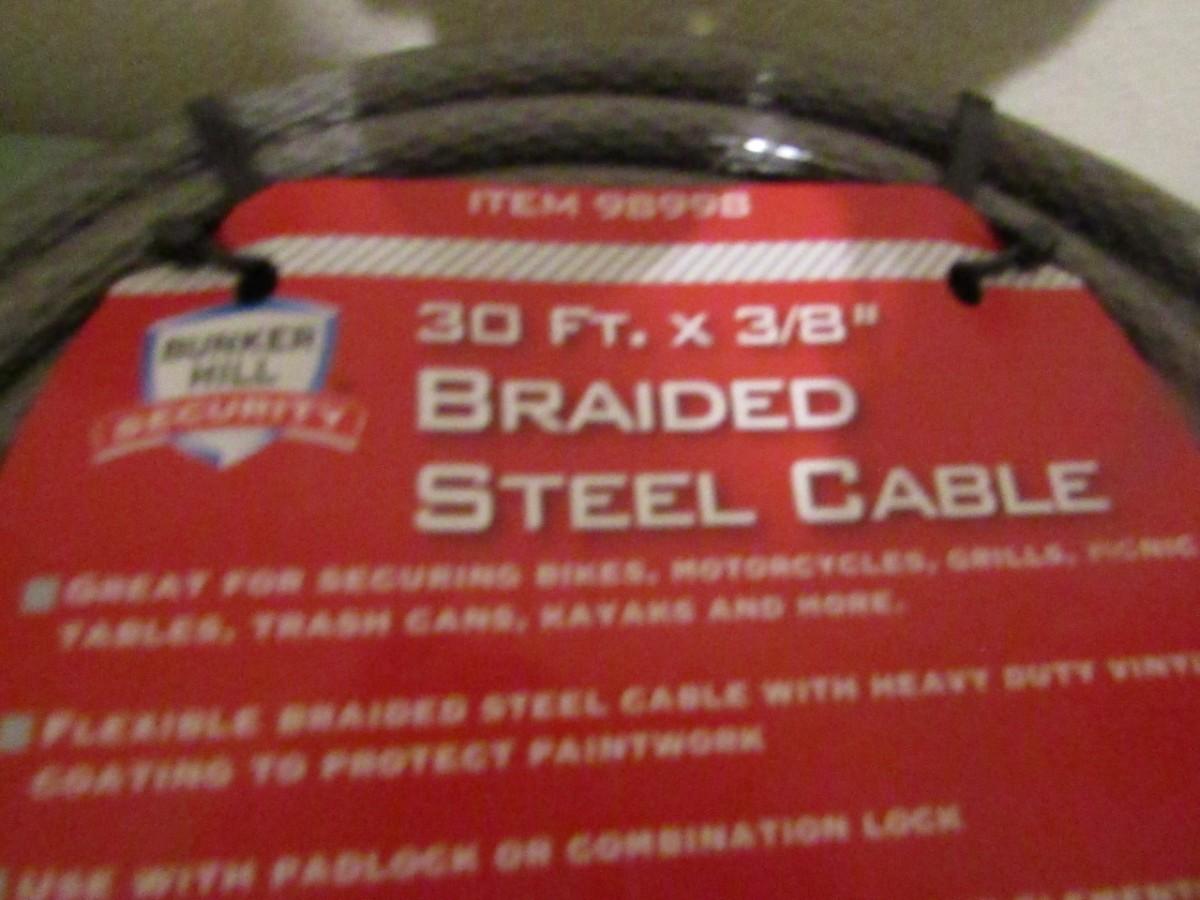 ITEM 98998
BUNKER
HILL
SECURITY
30 FT. X 3/8"
BRAIDED
STEEL CABLE
GREAT FOR SECURING BIKES, MOTORCYCLES, GRILLS, PICNIC
TABLES, TRASH CANS, KAYAKS AND MORE.
FLEXIBLE BRAIDED STEEL CABLE WITH HEAVY DUTY VINYL
COATING TO PROTECT PAINTWORK
USE WITH PADLOCK OR COMBINATION LOCK